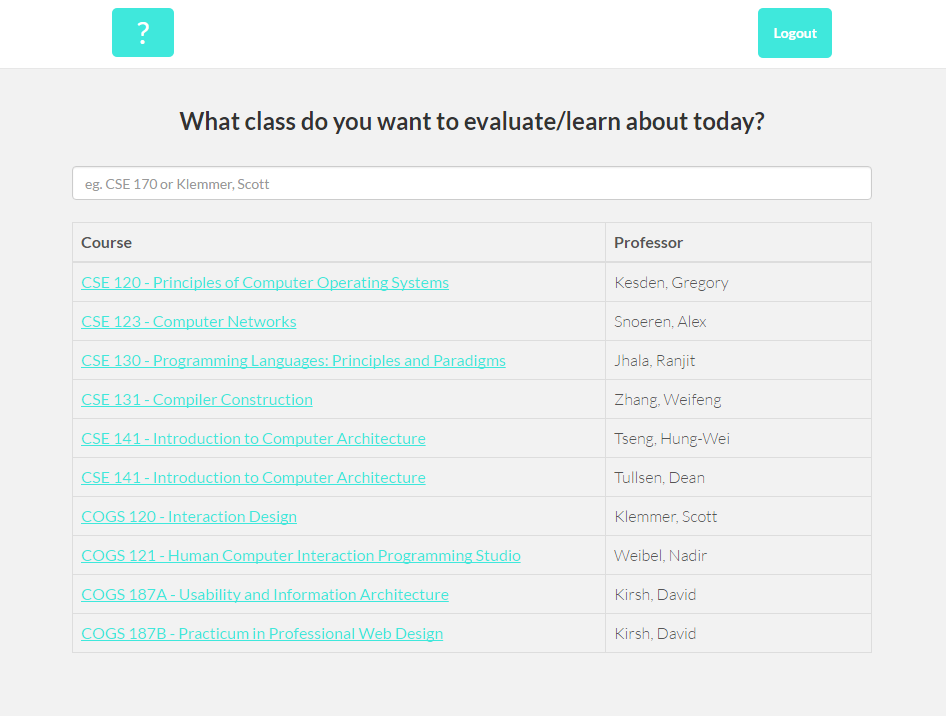 ?
Logout
What class do you want to evaluate/learn about today?
eg. CSE 170 or Klemmer, Scott
Course Professor
CSE 120 - Principles of Computer Operating Systems Kesden, Gregory
CSE 123 - Computer Networks Snoeren, Alex
CSE 130 - Programming Languages: Principles and Paradigms Jhala, Ranjit
CSE 131 - Compiler Construction Zhang, Weifeng
CSE 141 - Introduction to Computer Architecture Tseng, Hung-Wei
CSE 141 - Introduction to Computer Architecture Tullsen, Dean
COGS 120 - Interaction Design Klemmer, Scott
COGS 121 - Human Computer Interaction Programming Studio Weibel, Nadir
COGS 187A - Usability and Information Architecture Kirsh, David
COGS 187B - Practicum in Professional Web Design Kirsh, David